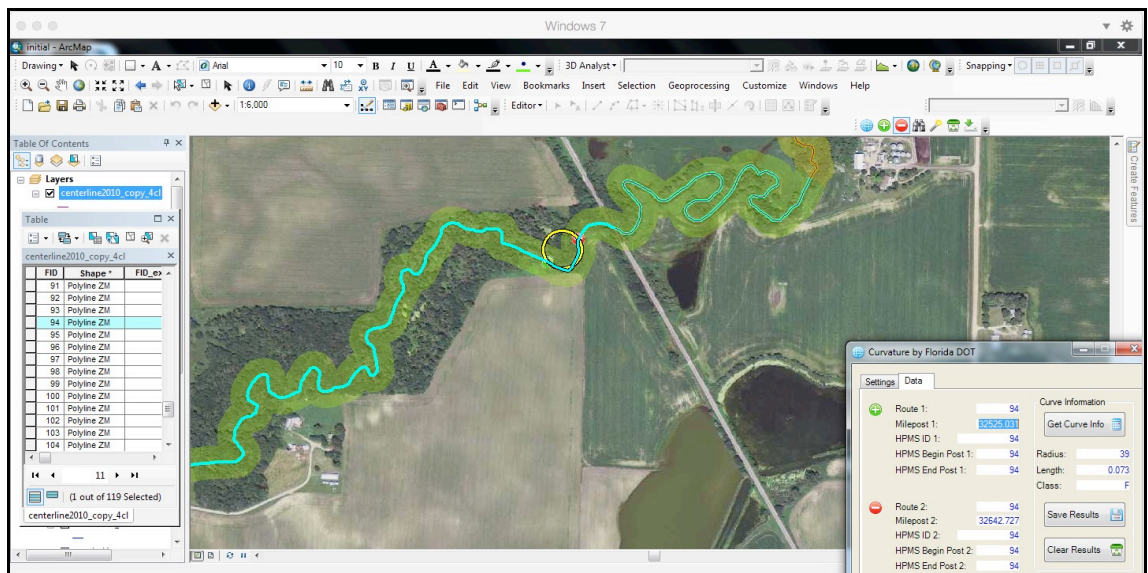 Windows 7
initial - ArcMap
Drawing A Arial 10 B I U A 3D Analyst Snapping
File Edit View Bookmarks Insert Selection Geoprocessing Customize Windows Help
1:6,000 Editor
Table Of Contents
Layers
centerline2010_copy_4cl
Create Features
Table
centerline2010_copy_4cl
FID Shape * FID_ex
91 Polyline ZM
92 Polyline ZM
93 Polyline ZM
94 Polyline ZM
95 Polyline ZM
96 Polyline ZM
97 Polyline ZM
98 Polyline ZM
99 Polyline ZM
100 Polyline ZM
101 Polyline ZM
102 Polyline ZM
103 Polyline ZM
104 Polyline ZM
11
(1 out of 119 Selected)
centerline2010_copy_4cl
Curvature by Florida DOT
Settings Data
Route 1: 94
Milepost 1: 32525.031
HPMS ID 1: 94
HPMS Begin Post 1: 94
HPMS End Post 1: 94
Curve Information
Get Curve Info
Radius: 39
Length: 0.073
Class: F
Route 2: 94
Milepost 2: 32642.727
HPMS ID 2: 94
HPMS Begin Post 2: 94
HPMS End Post 2: 94
Save Results
Clear Results